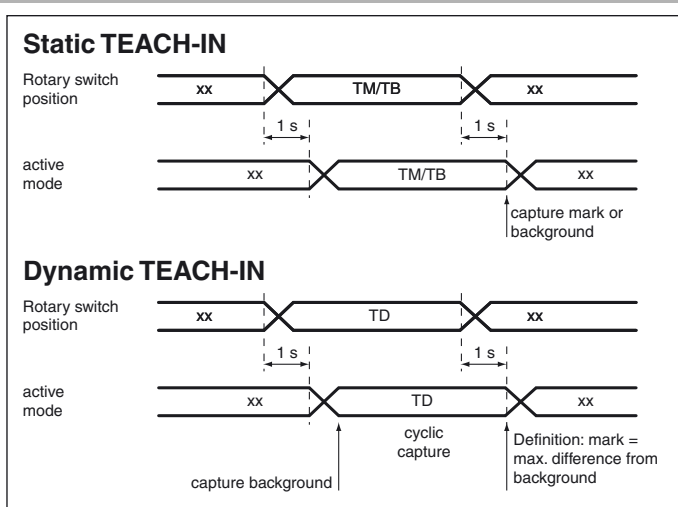 Static TEACH-IN
Rotary switch
position
xx
TM/TB
xx
1 s
1 s
active
mode
xx
TM/TB
xx
capture mark or
background
Dynamic TEACH-IN
Rotary switch
position
xx
TD
xx
1 s
1 s
active
mode
xx
TD
xx
cyclic
capture
Definition: mark =
max. difference from
background
capture background